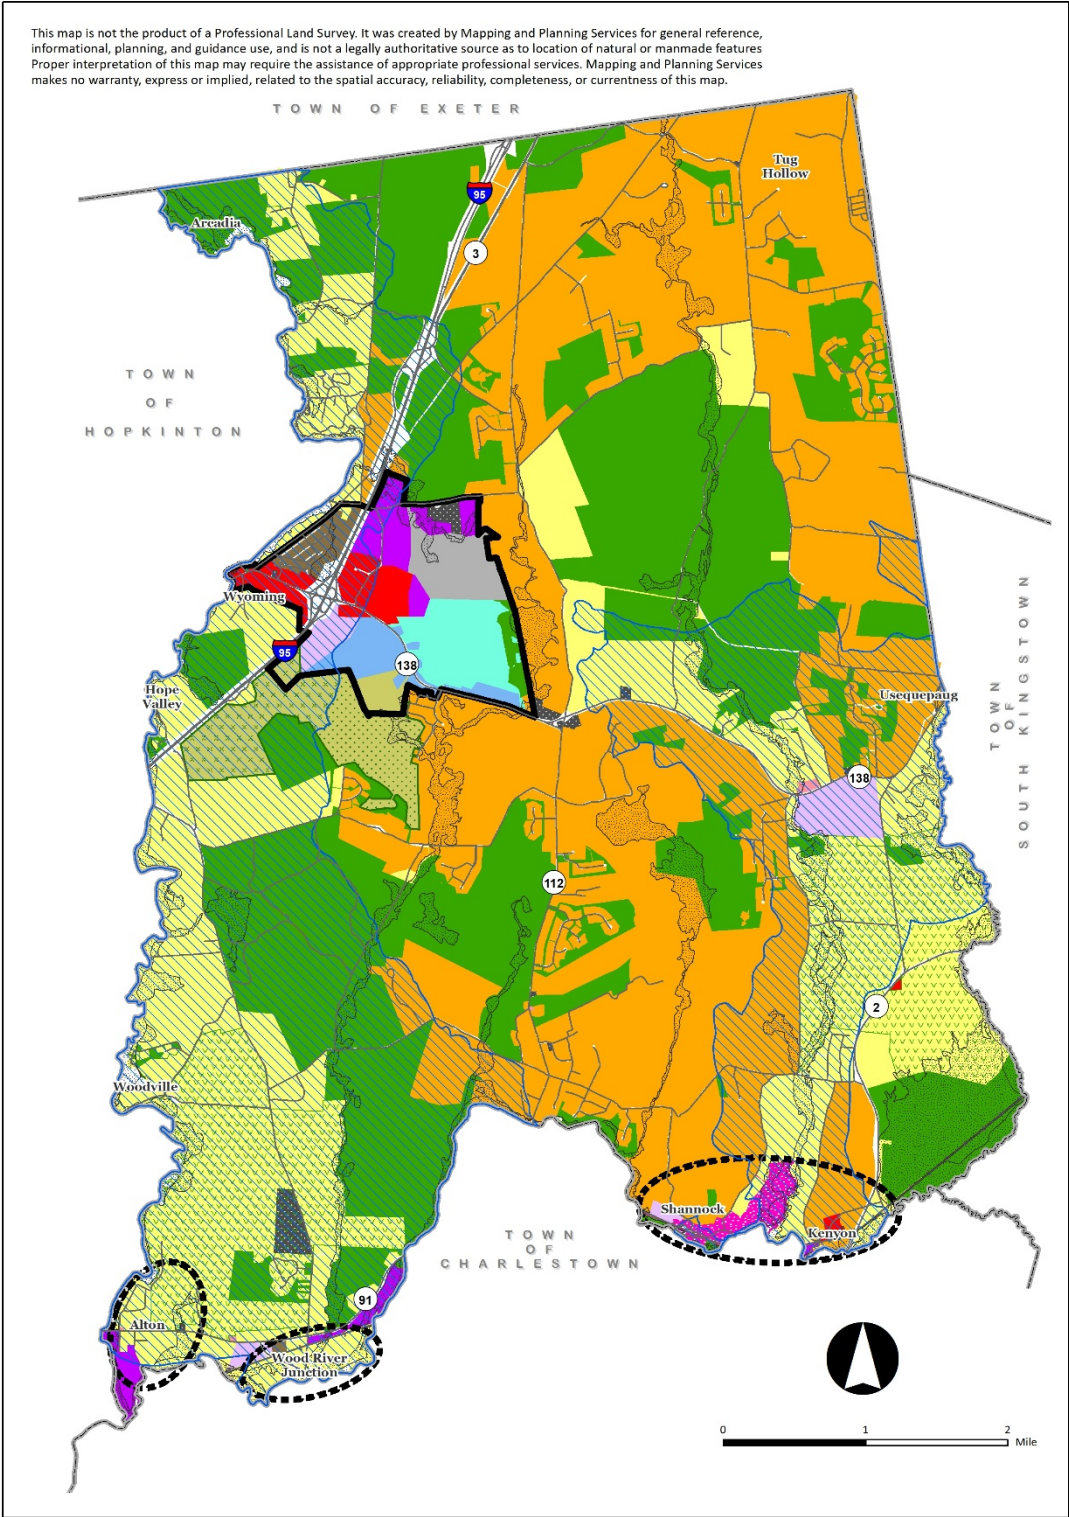 This map is not the product of a Professional Land Survey. It was created by Mapping and Planning Services for general reference,
informational, planning, and guidance use, and is not a legally authoritative source as to location of natural or manmade features
Proper interpretation of this map may require the assistance of appropriate professional services. Mapping and Planning Services
makes no warranty, express or implied, related to the spatial accuracy, reliability, completeness, or currentness of this map.
TOWN OF EXETER
Tug
Hollow
95
Arcadia
3
TOWN
OF
HOPKINTON
Wyoming
95
138
Hope
Valley
Usequepaug
TOWN
OF
SOUTH KINGSTOWN
138
112
2
Woodville
Shannock
Kenyon
TOWN
OF
CHARLESTOWN
91
Alton
Wood River
Junction
0 1 2
Mile